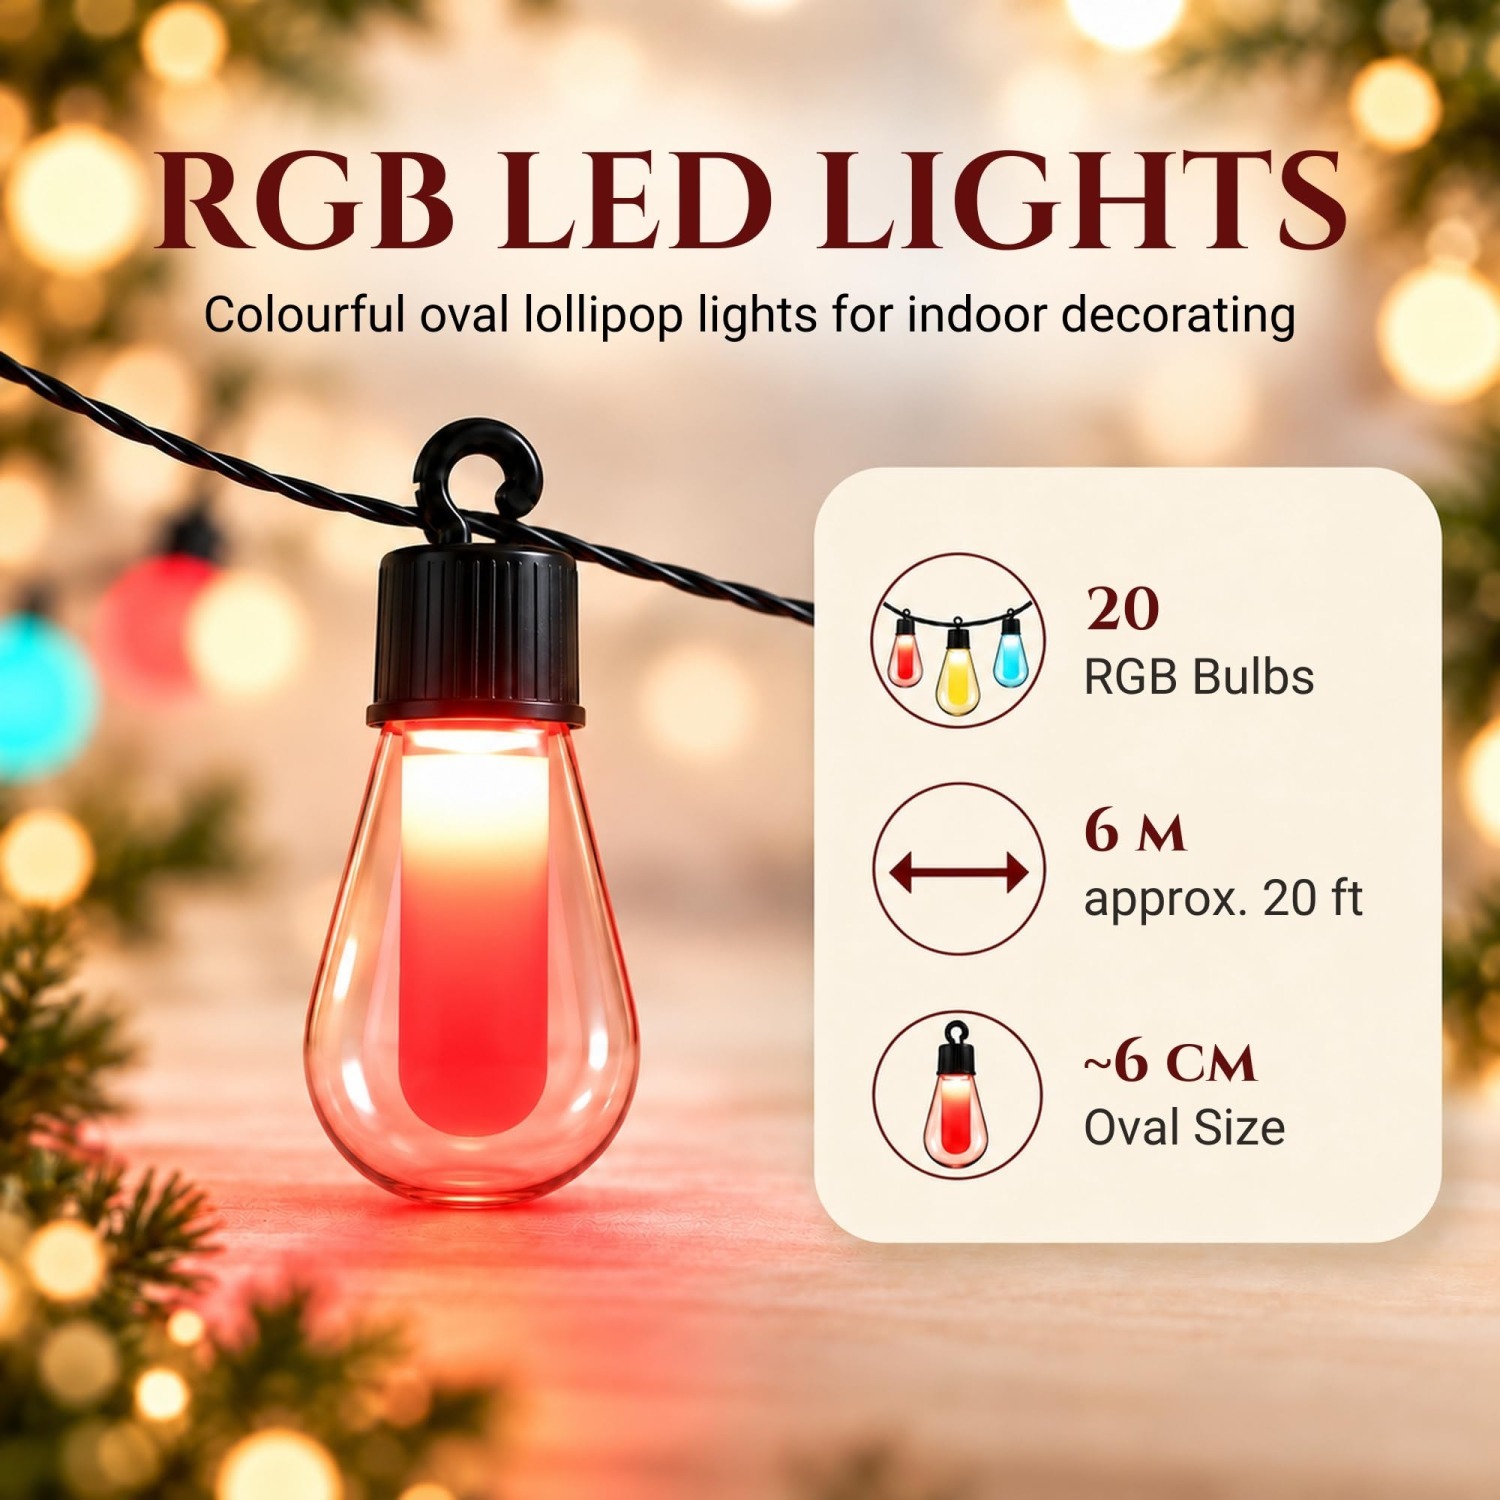 RGB LED LIGHTS
Colourful oval lollipop lights for indoor decorating
20
RGB Bulbs
6 M
approx. 20 ft
~6 CM
Oval Size